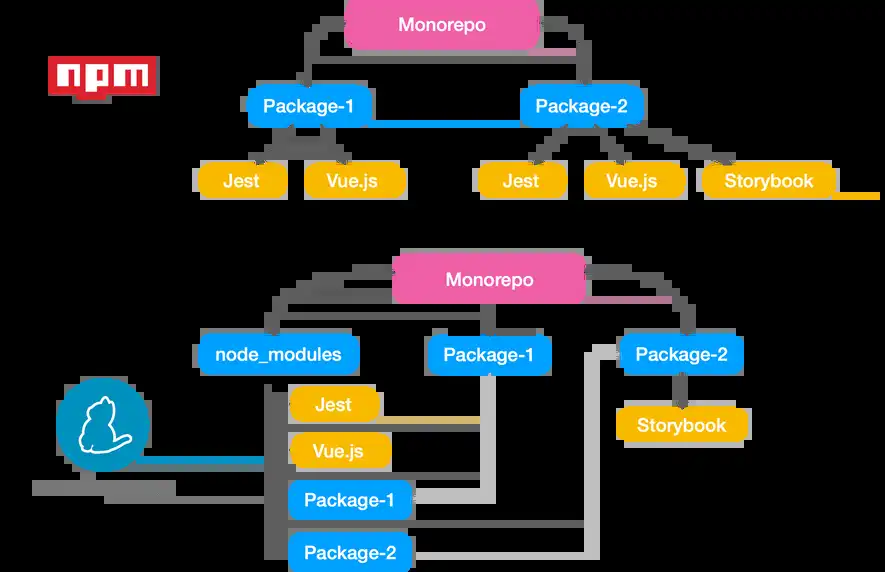 Monorepo
npm
Package-1
Package-2
Jest
Vue.js
Jest
Vue.js
Storybook
Monorepo
node_modules
Package-1
Package-2
Jest
Storybook
Vue.js
Package-1
Package-2